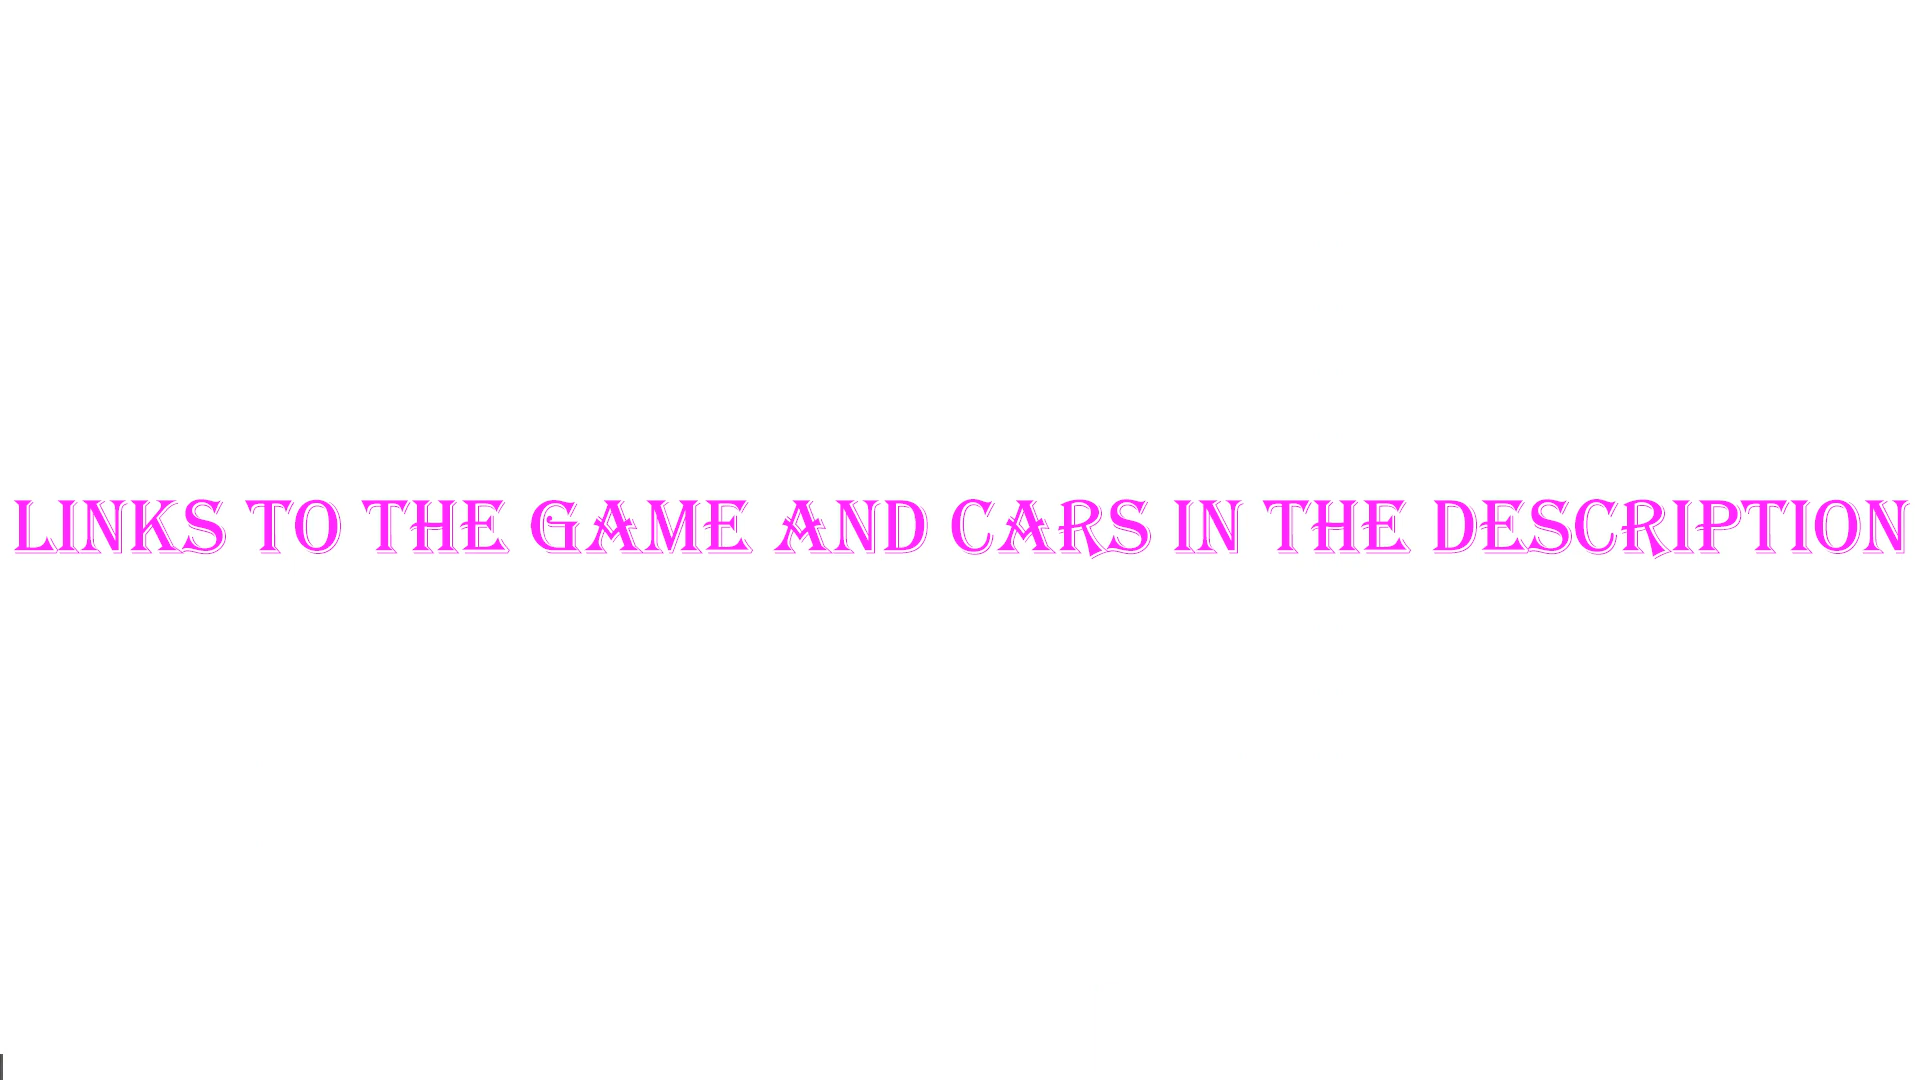 LINKS TO THE GAME AND CARS IN THE DESCRIPTION